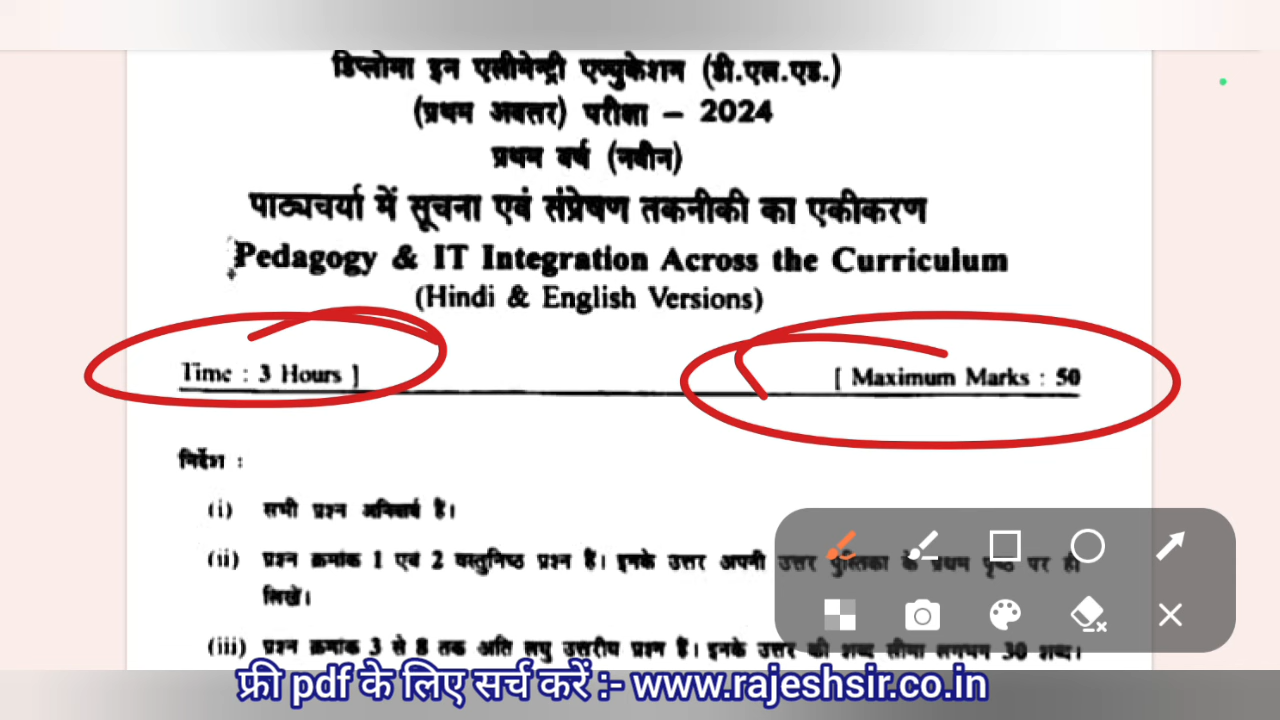 डिप्लोमा इन एलीमेन्ट्री एज्युकेशन (डी.एल.एड.)
(प्रथम अवसर) परीक्षा – 2024
प्रथम वर्ष (नवीन)
पाठ्यचर्या में सूचना एवं संप्रेषण तकनीकी का एकीकरण
Pedagogy & IT Integration Across the Curriculum
(Hindi & English Versions)
Time : 3 Hours ]
[ Maximum Marks : 50
निर्देश :
(i) सभी प्रश्न अनिवार्य हैं।
(ii) प्रश्न क्रमांक 1 एवं 2 वस्तुनिष्ठ प्रश्न हैं। इनके उत्तर अपनी उत्तर पुस्तिका के प्रथम पृष्ठ पर ही
लिखें।
(iii) प्रश्न क्रमांक 3 से 8 तक अति लघु उत्तरीय प्रश्न हैं। इनके उत्तर की शब्द सीमा लगभग 30 शब्द।
फ्री pdf के लिए सर्च करें :- www.rajeshsir.co.in